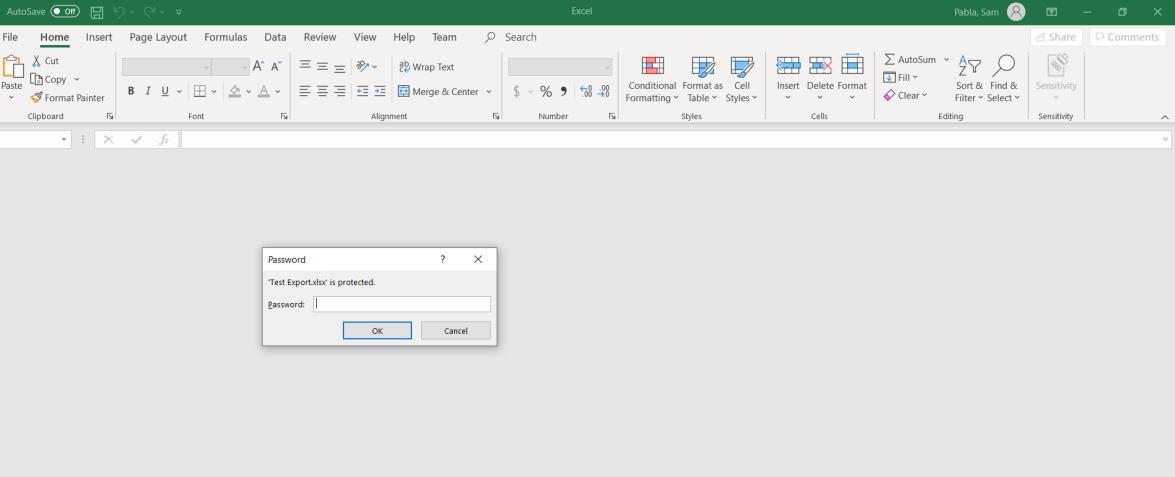 AutoSave Off Excel Pabla, Sam
File Home Insert Page Layout Formulas Data Review View Help Team Search Share Comments
Paste
Cut
Copy
Format Painter
Clipboard
A^ A˅
B I U A
Font
ab Wrap Text
Merge & Center
Alignment
$ % 9 .00 .0
Number
Conditional Formatting
Format as Table
Cell Styles
Styles
Insert Delete Format
Cells
Σ AutoSum
Fill
Clear
Sort & Filter
Find & Select
Editing
Sensitivity
Sensitivity
fx
Password ?
'Test Export.xlsx' is protected.
Password:
OK Cancel